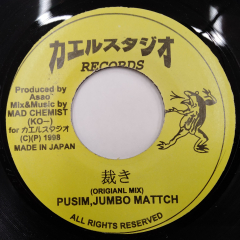 カエルスタジオ
RECORDS
Produced by
Asso
Mix&Music by
MAD CHEMIST
(KO-)
for カエルスタジオ
(C)(P) 1998
MADE IN JAPAN
裁き
(ORIGIANL MIX)
PUSIM,JUMBO MATTCH
ALL RIGHTS RESERVED